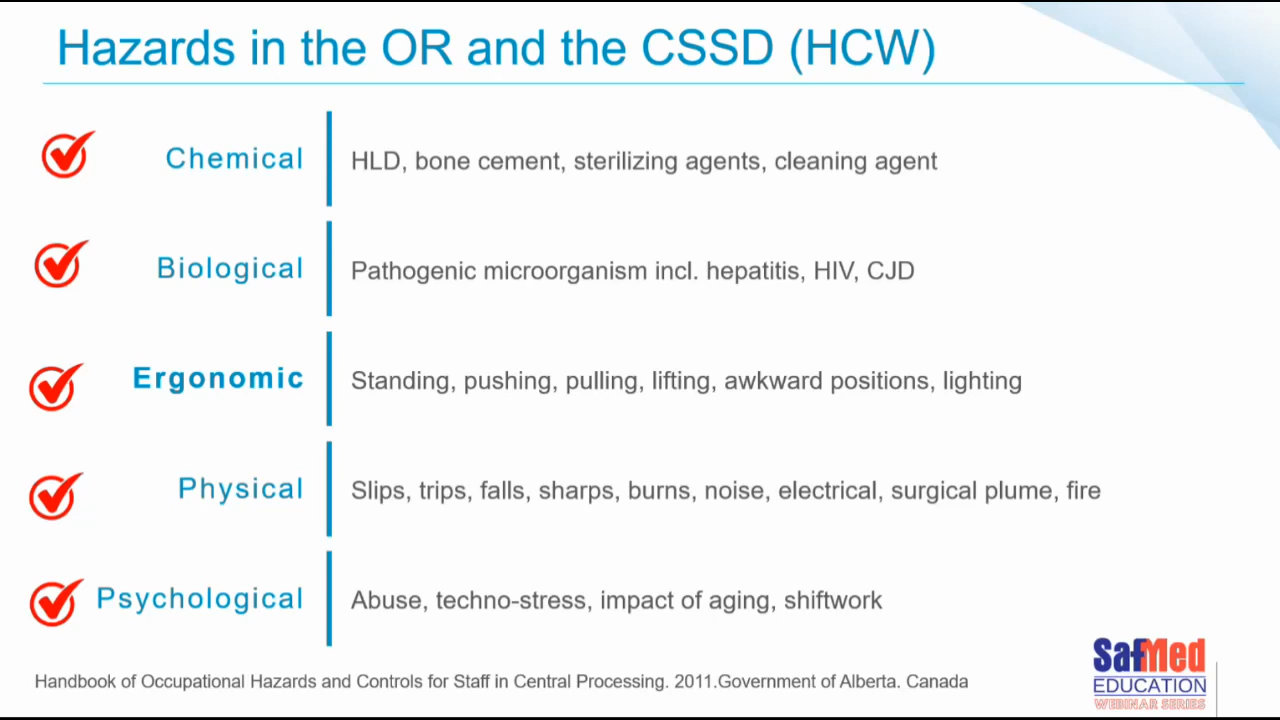 Hazards in the OR and the CSSD (HCW)
Chemical
HLD, bone cement, sterilizing agents, cleaning agent
Biological
Pathogenic microorganism incl. hepatitis, HIV, CJD
Ergonomic
Standing, pushing, pulling, lifting, awkward positions, lighting
Physical
Slips, trips, falls, sharps, burns, noise, electrical, surgical plume, fire
Psychological
Abuse, techno-stress, impact of aging, shiftwork
Handbook of Occupational Hazards and Controls for Staff in Central Processing. 2011.Government of Alberta. Canada
SafMed
EDUCATION
WEBINAR SERIES